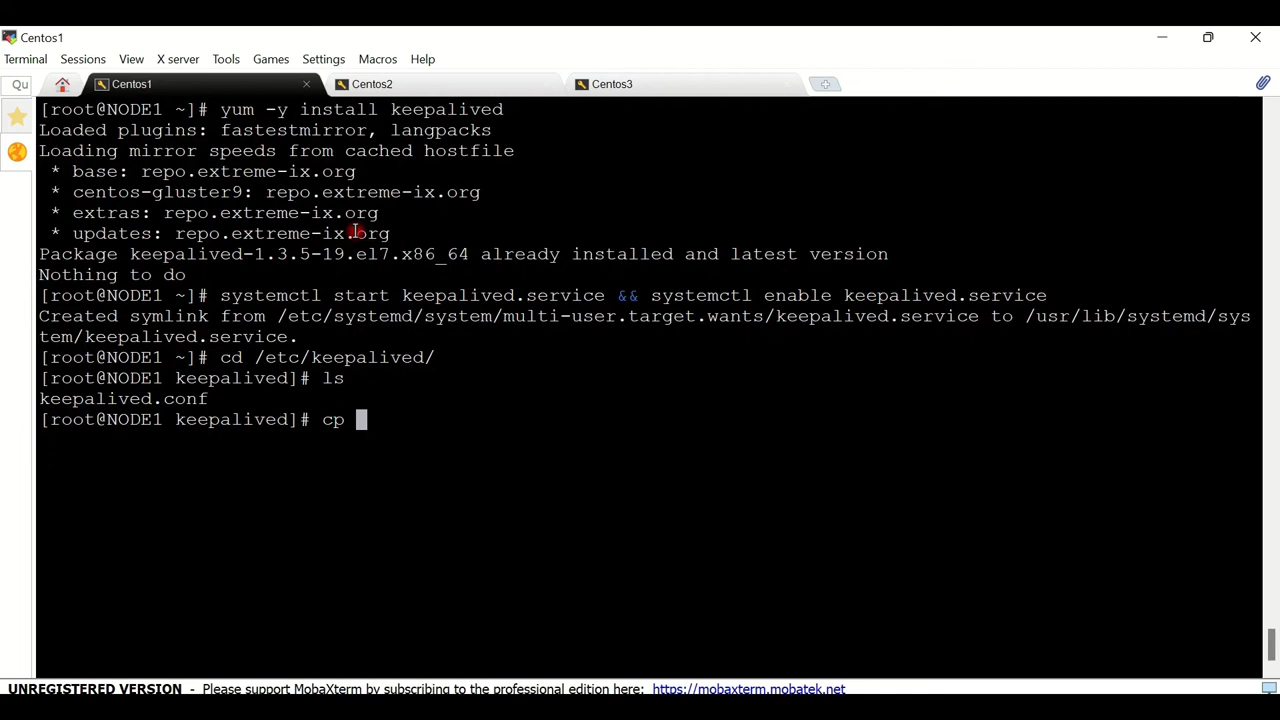 Centos1
Terminal Sessions View X server Tools Games Settings Macros Help
Qu Centos1 Centos2 Centos3
[root@NODE1 ~]# yum -y install keepalived
Loaded plugins: fastestmirror, langpacks
Loading mirror speeds from cached hostfile
* base: repo.extreme-ix.org
* centos-gluster9: repo.extreme-ix.org
* extras: repo.extreme-ix.org
* updates: repo.extreme-ix.org
Package keepalived-1.3.5-19.el7.x86_64 already installed and latest version
Nothing to do
[root@NODE1 ~]# systemctl start keepalived.service && systemctl enable keepalived.service
Created symlink from /etc/systemd/system/multi-user.target.wants/keepalived.service to /usr/lib/systemd/sys
tem/keepalived.service.
[root@NODE1 ~]# cd /etc/keepalived/
[root@NODE1 keepalived]# ls
keepalived.conf
[root@NODE1 keepalived]# cp
UNREGISTERED VERSION - Please support MobaXterm by subscribing to the professional edition here: https://mobaxterm.mobatek.net